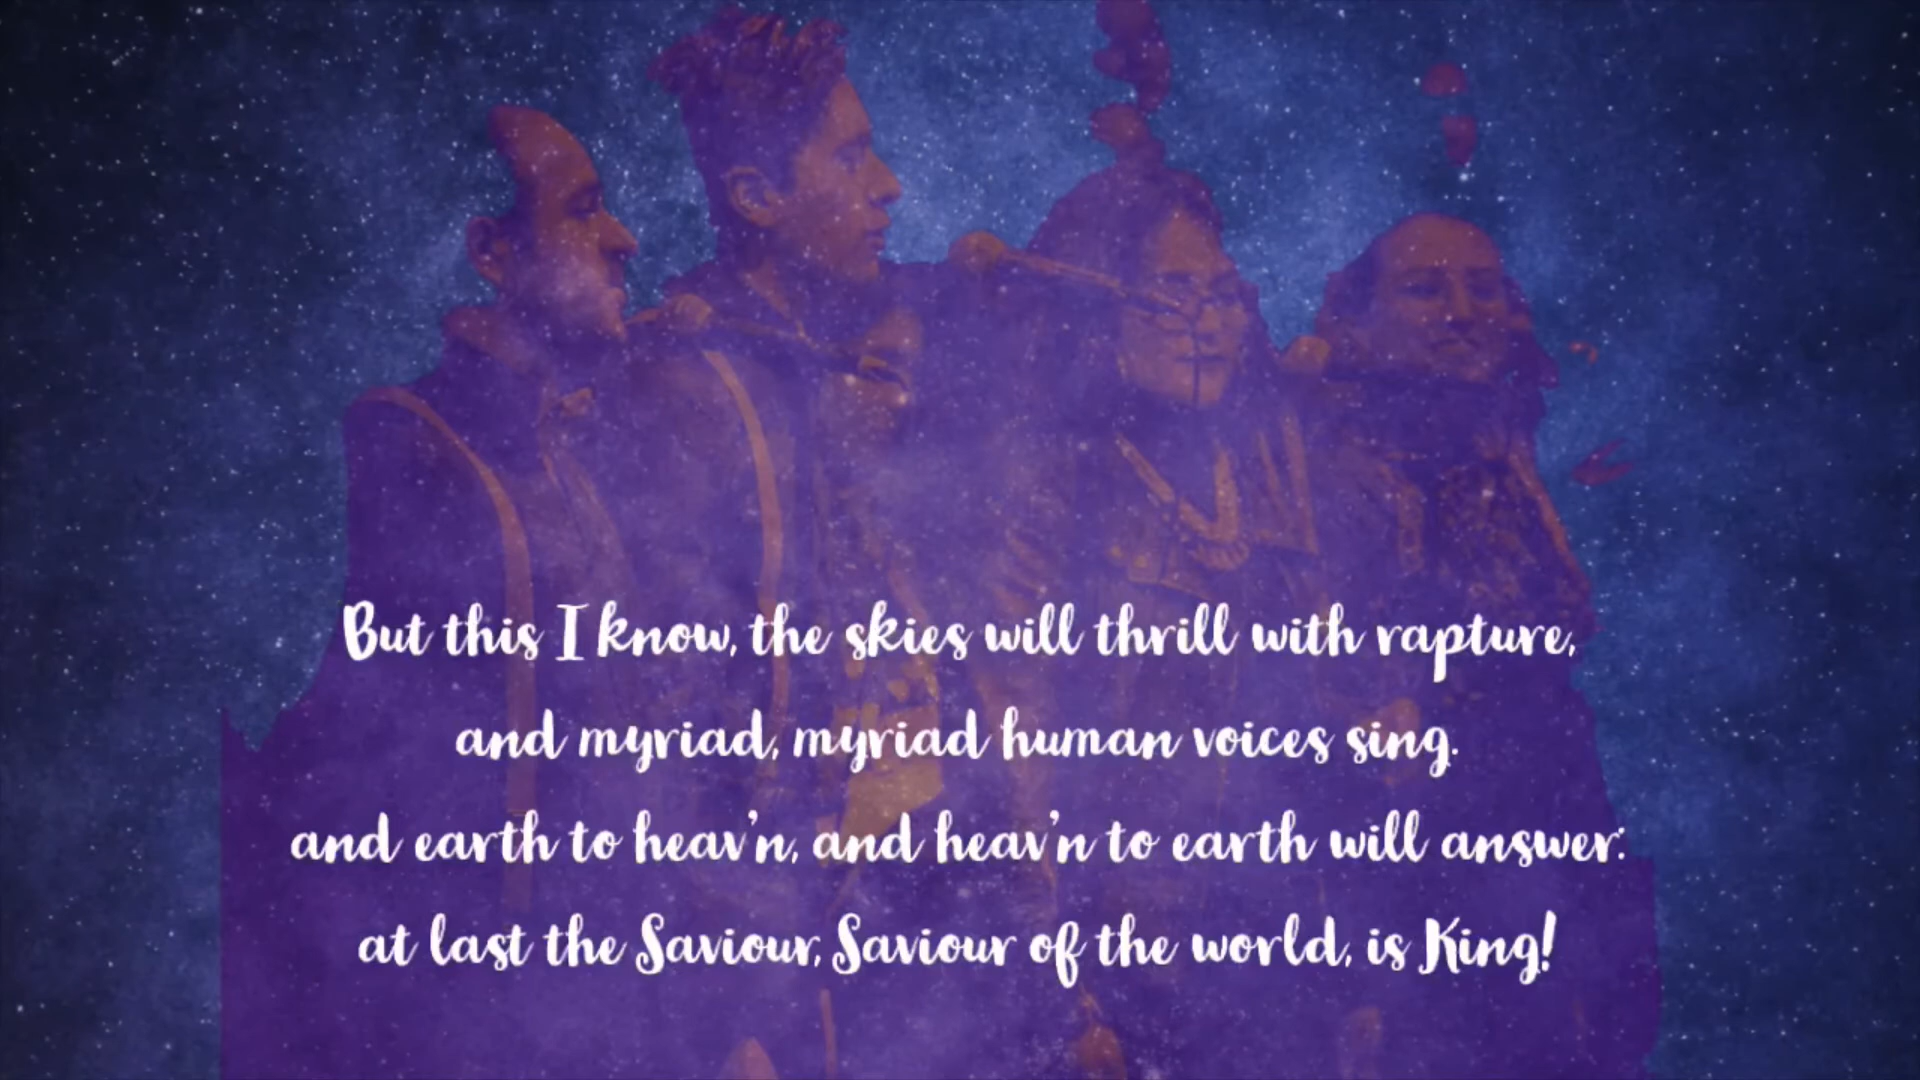 But this I know, the skies will thrill with rapture,
and myriad, myriad human voices sing.
and earth to heav'n, and heav'n to earth will answer:
at last the Saviour, Saviour of the world, is King!